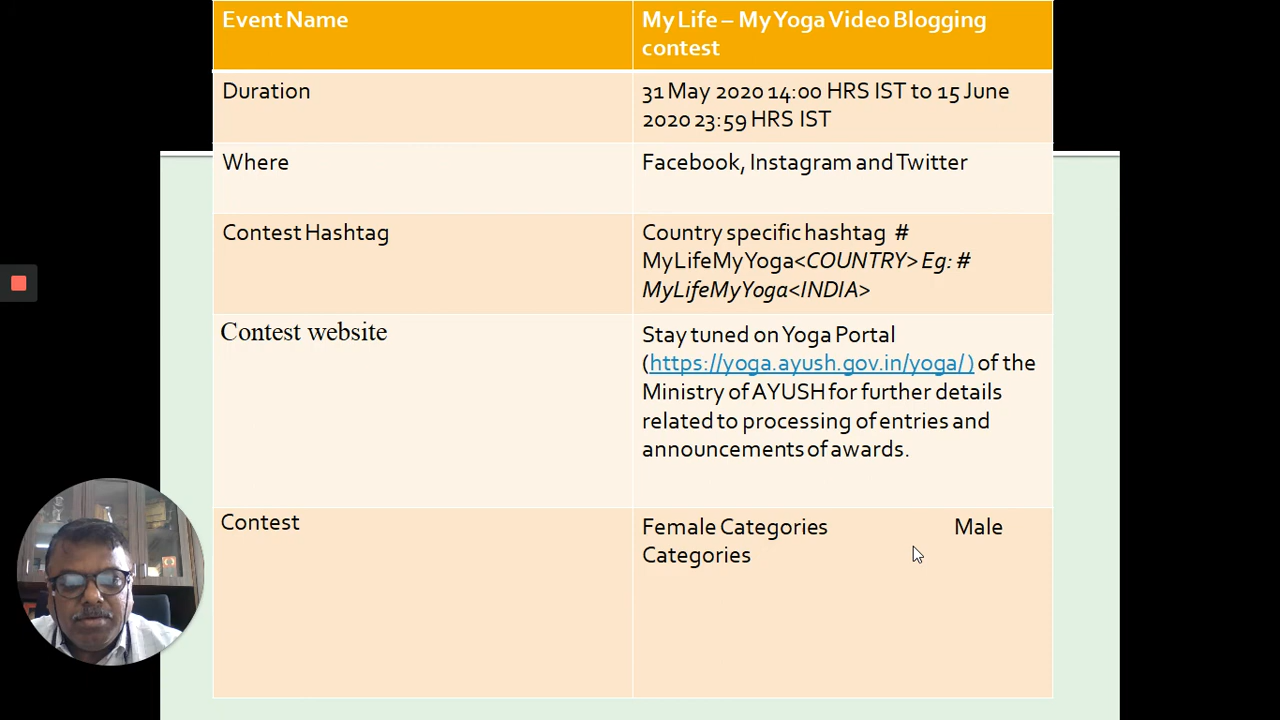 Event Name
My Life – My Yoga Video Blogging
contest
Duration
31 May 2020 14:00 HRS IST to 15 June
2020 23:59 HRS IST
Where
Facebook, Instagram and Twitter
Contest Hashtag
Country specific hashtag #
MyLifeMyYoga<COUNTRY> Eg: #
MyLifeMyYoga<INDIA>
Contest website
Stay tuned on Yoga Portal
(https://yoga.ayush.gov.in/yoga/) of the
Ministry of AYUSH for further details
related to processing of entries and
announcements of awards.
Contest
Female Categories Male
Categories